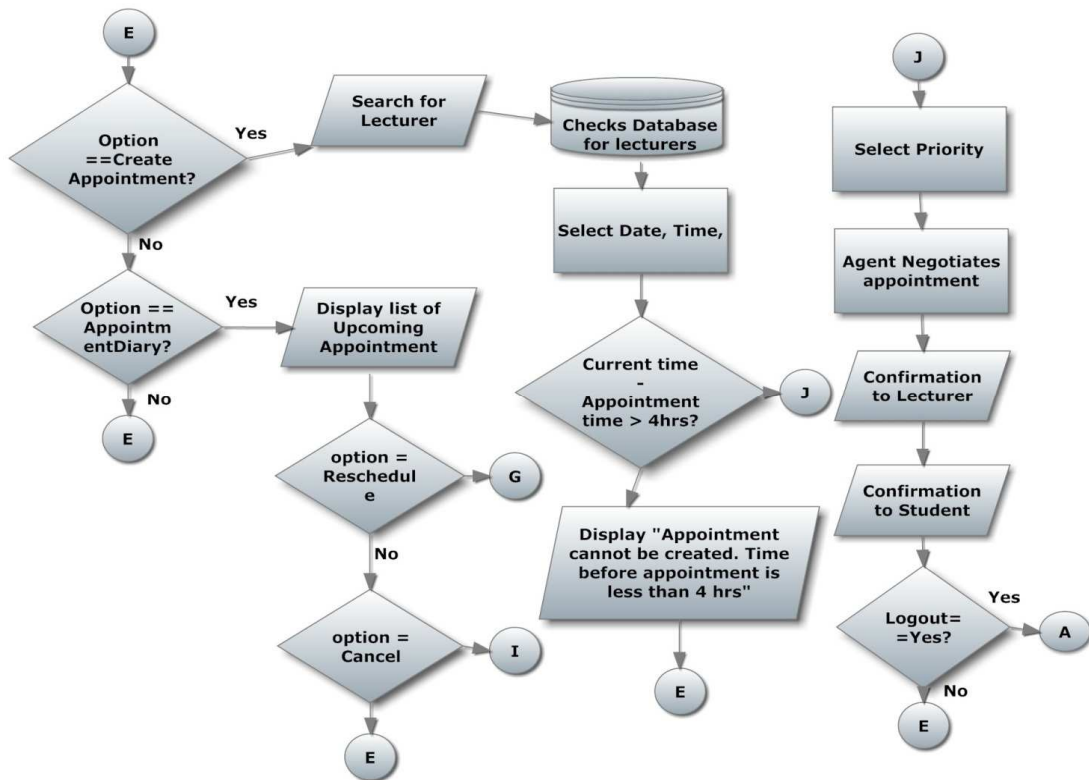 E
Option
==Create
Appointment?
Yes
Search for
Lecturer
Checks Database
for lecturers
Select Date, Time,
No
Option ==
Appointm
entDiary?
Yes
Display list of
Upcoming
Appointment
No
E
option =
Reschedul
e
G
No
option =
Cancel
I
E
Current time
-
Appointment
time > 4hrs?
J
Display "Appointment
cannot be created. Time
before appointment is
less than 4 hrs"
E
J
Select Priority
Agent Negotiates
appointment
Confirmation
to Lecturer
Confirmation
to Student
Logout=
=Yes?
Yes
A
No
E